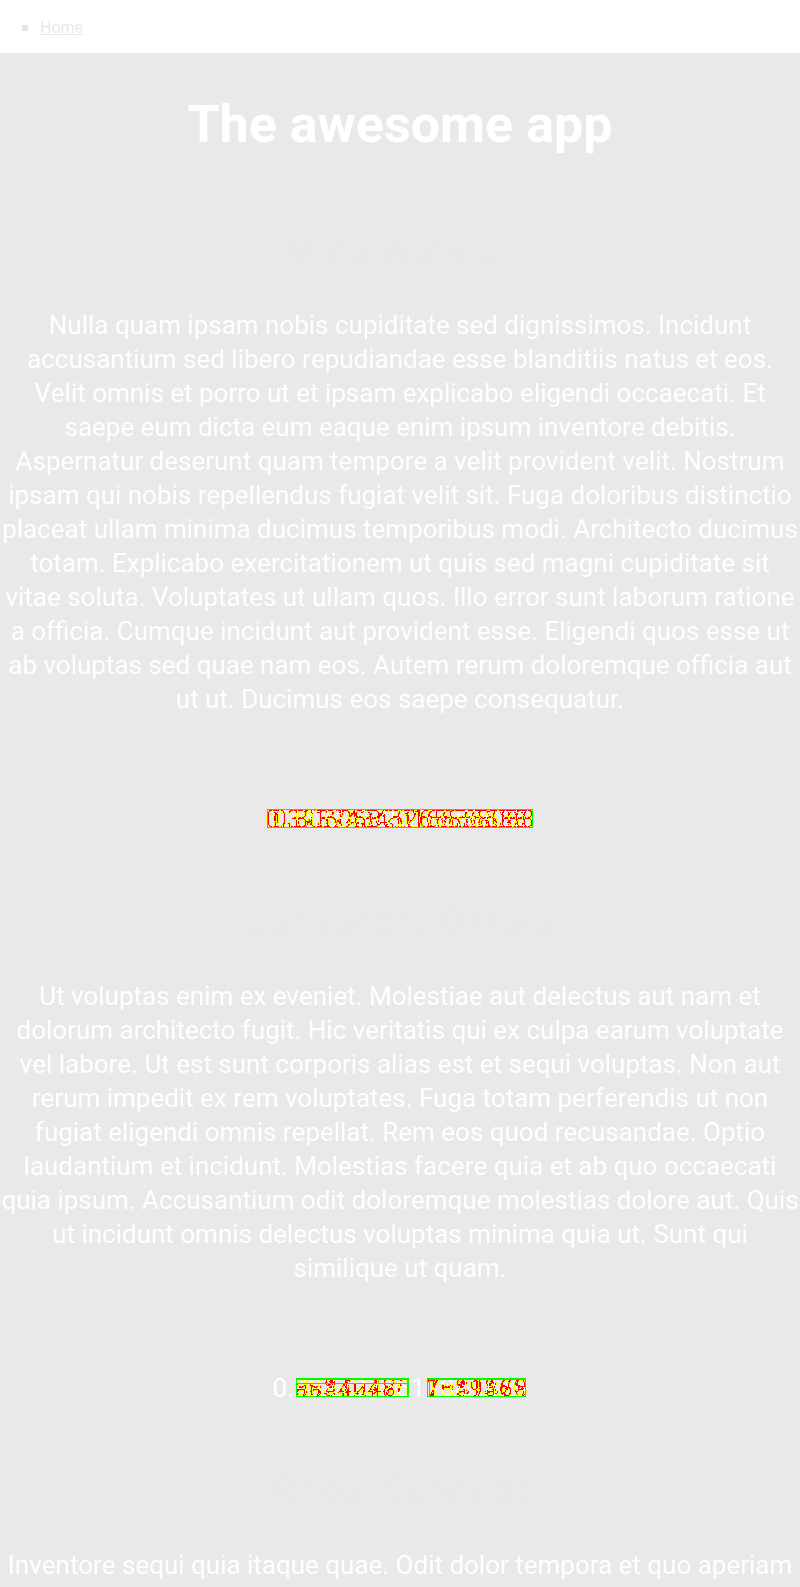 Home
The awesome app
Nulla quam ipsam nobis cupiditate sed dignissimos. Incidunt
accusantium sed libero repudiandae esse blanditiis natus et eos.
Velit omnis et porro ut et ipsam explicabo eligendi occaecati. Et
saepe eum dicta eum eaque enim ipsum inventore debitis.
Aspernatur deserunt quam tempore a velit provident velit. Nostrum
ipsam qui nobis repellendus fugiat velit sit. Fuga doloribus distinctio
placeat ullam minima ducimus temporibus modi. Architecto ducimus
totam. Explicabo exercitationem ut quis sed magni cupiditate sit
vitae soluta. Voluptates ut ullam quos. Illo error sunt laborum ratione
a officia. Cumque incidunt aut provident esse. Eligendi quos esse ut
ab voluptas sed quae nam eos. Autem rerum doloremque officia aut
ut ut. Ducimus eos saepe consequatur.
Ut voluptas enim ex eveniet. Molestiae aut delectus aut nam et
dolorum architecto fugit. Hic veritatis qui ex culpa earum voluptate
vel labore. Ut est sunt corporis alias est et sequi voluptas. Non aut
rerum impedit ex rem voluptates. Fuga totam perferendis ut non
fugiat eligendi omnis repellat. Rem eos quod recusandae. Optio
laudantium et incidunt. Molestias facere quia et ab quo occaecati
quia ipsum. Accusantium odit doloremque molestias dolore aut. Quis
ut incidunt omnis delectus voluptas minima quia ut. Sunt qui
similique ut quam.
Inventore sequi quia itaque quae. Odit dolor tempora et quo aperiam